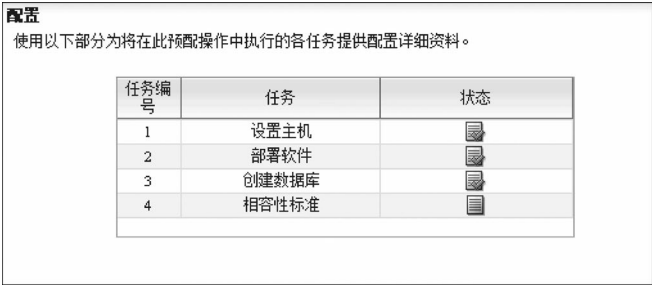 配置
使用以下部分为将在此预配操作中执行的各任务提供配置详细资料。
任务编号 任务 状态
1 设置主机
2 部署软件
3 创建数据库
4 相容性标准